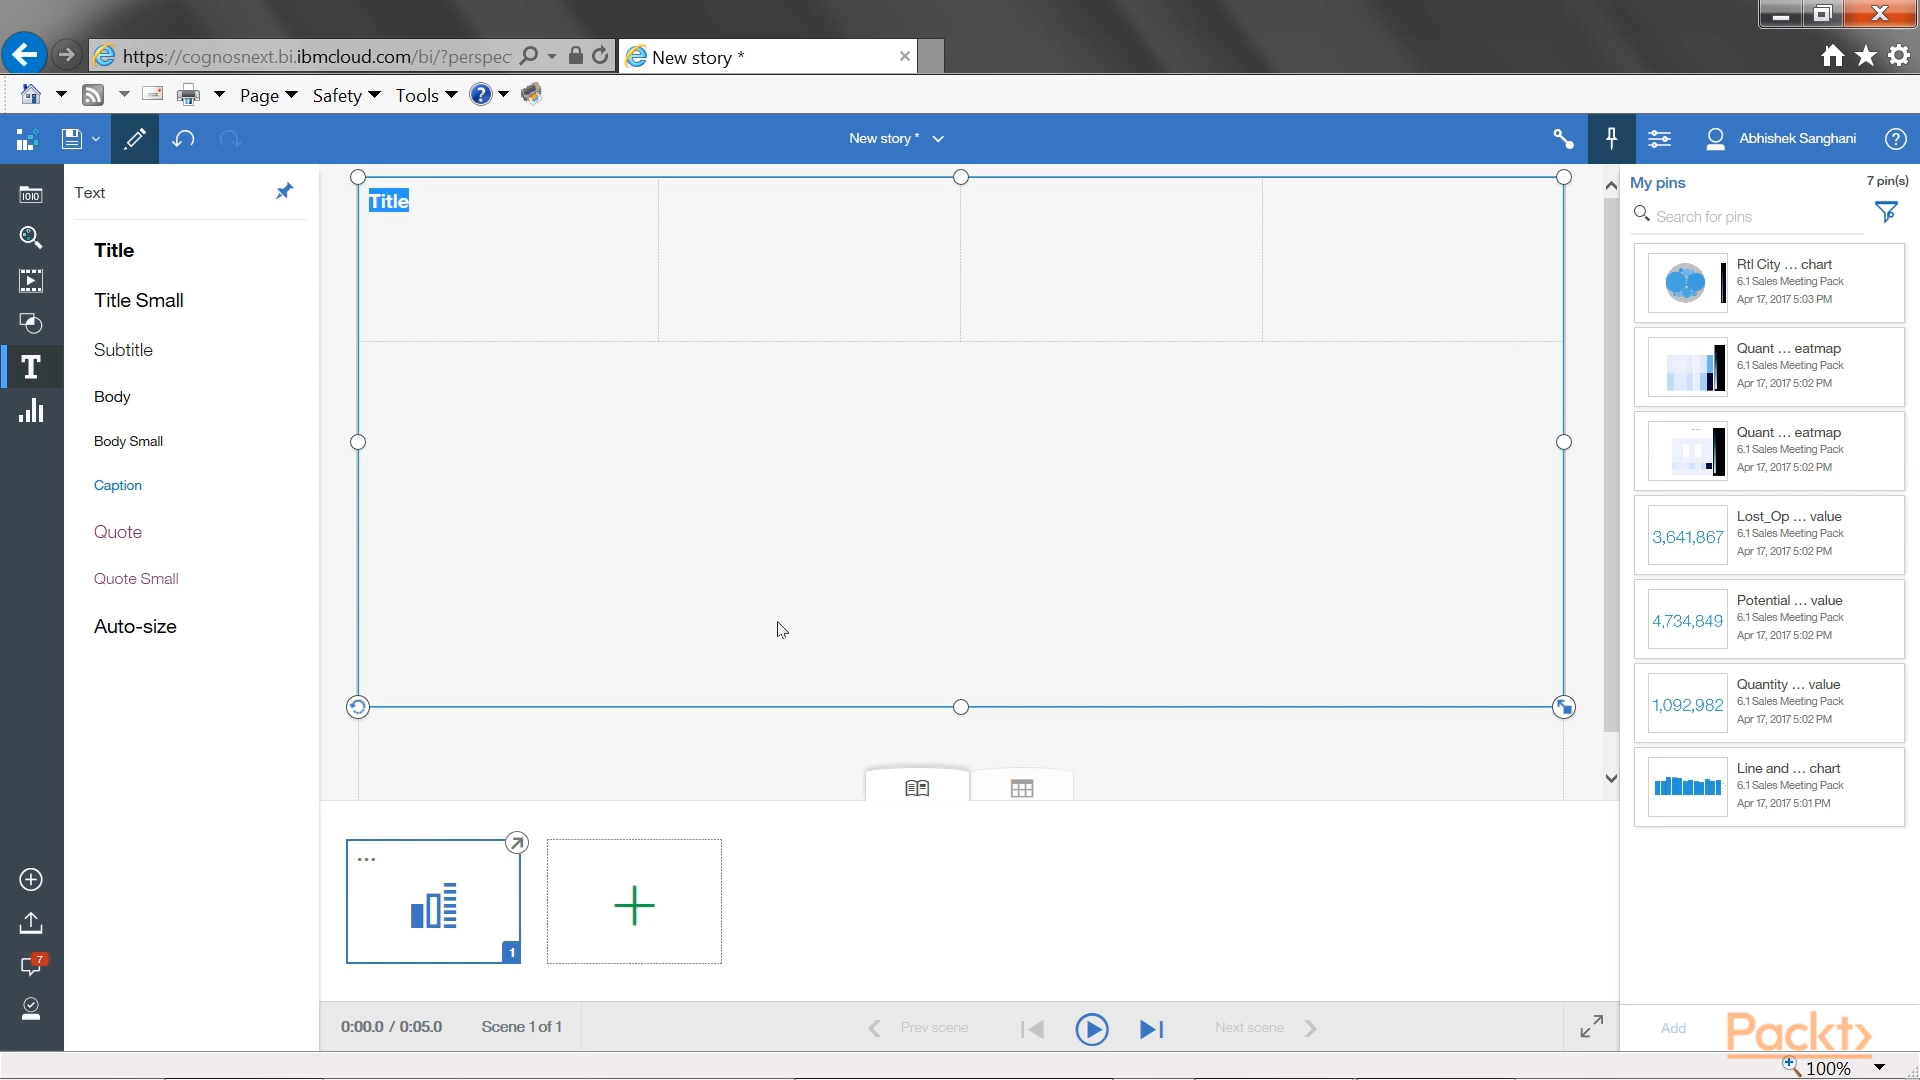 https://cognosnext.bi.ibmcloud.com/bi/?perspec
New story *
Page
Safety
Tools
New story *
Abhishek Sanghani
Text
Title
Title Small
Subtitle
Body
Body Small
Caption
Quote
Quote Small
Auto-size
Title
My pins
7 pin(s)
Search for pins
Rtl City ... chart
6.1 Sales Meeting Pack
Apr 17, 2017 5:03 PM
Quant ... eatmap
6.1 Sales Meeting Pack
Apr 17, 2017 5:02 PM
Quant ... eatmap
6.1 Sales Meeting Pack
Apr 17, 2017 5:02 PM
3,641,867
Lost_Op ... value
6.1 Sales Meeting Pack
Apr 17, 2017 5:02 PM
4,734,849
Potential ... value
6.1 Sales Meeting Pack
Apr 17, 2017 5:02 PM
1,092,982
Quantity ... value
6.1 Sales Meeting Pack
Apr 17, 2017 5:02 PM
Line and ... chart
6.1 Sales Meeting Pack
Apr 17, 2017 5:01 PM
7
1
0:00.0 / 0:05.0
Scene 1 of 1
Prev scene
Next scene
Add
Packt>
100%